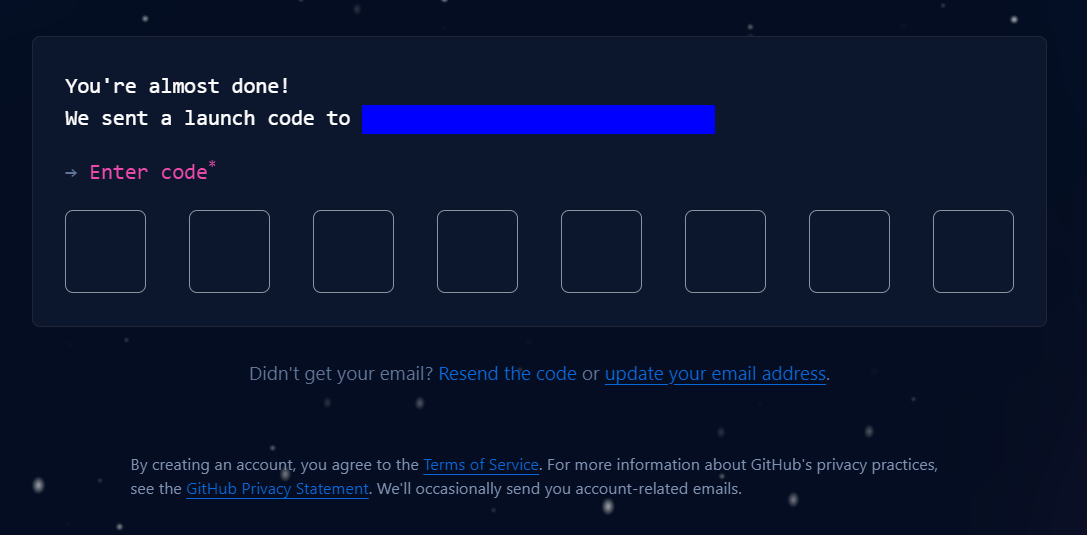 You're almost done!
We sent a launch code to
→ Enter code*
Didn't get your email? Resend the code or update your email address.
By creating an account, you agree to the Terms of Service. For more information about GitHub's privacy practices,
see the GitHub Privacy Statement. We'll occasionally send you account-related emails.